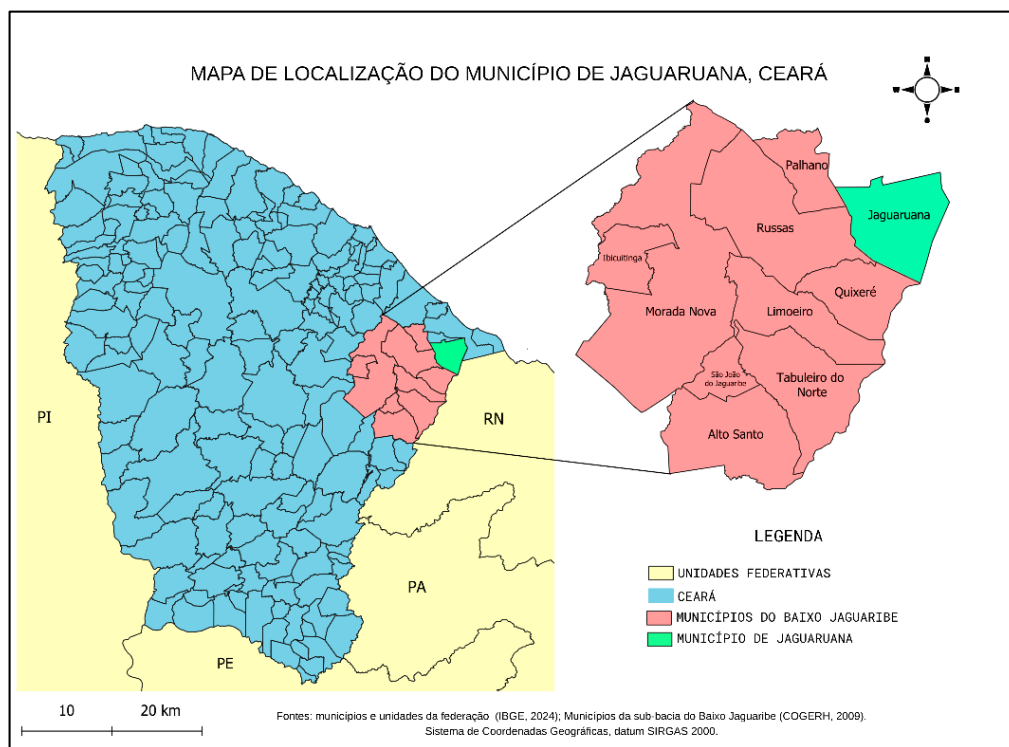 MAPA DE LOCALIZAÇÃO DO MUNICÍPIO DE JAGUARUANA, CEARÁ
Palhano
Jaguaruana
Russas
Ibicuitinga
Quixeré
Morada Nova
Limoeiro
São João
do Jaguaribe
Tabuleiro do
Norte
Alto Santo
PI
RN
PA
PE
LEGENDA
UNIDADES FEDERATIVAS
CEARÁ
MUNICÍPIOS DO BAIXO JAGUARIBE
MUNICÍPIO DE JAGUARUANA
10 20 km
Fontes: municípios e unidades da federação (IBGE, 2024); Municípios da sub-bacia do Baixo Jaguaribe (COGERH, 2009).
Sistema de Coordenadas Geográficas, datum SIRGAS 2000.